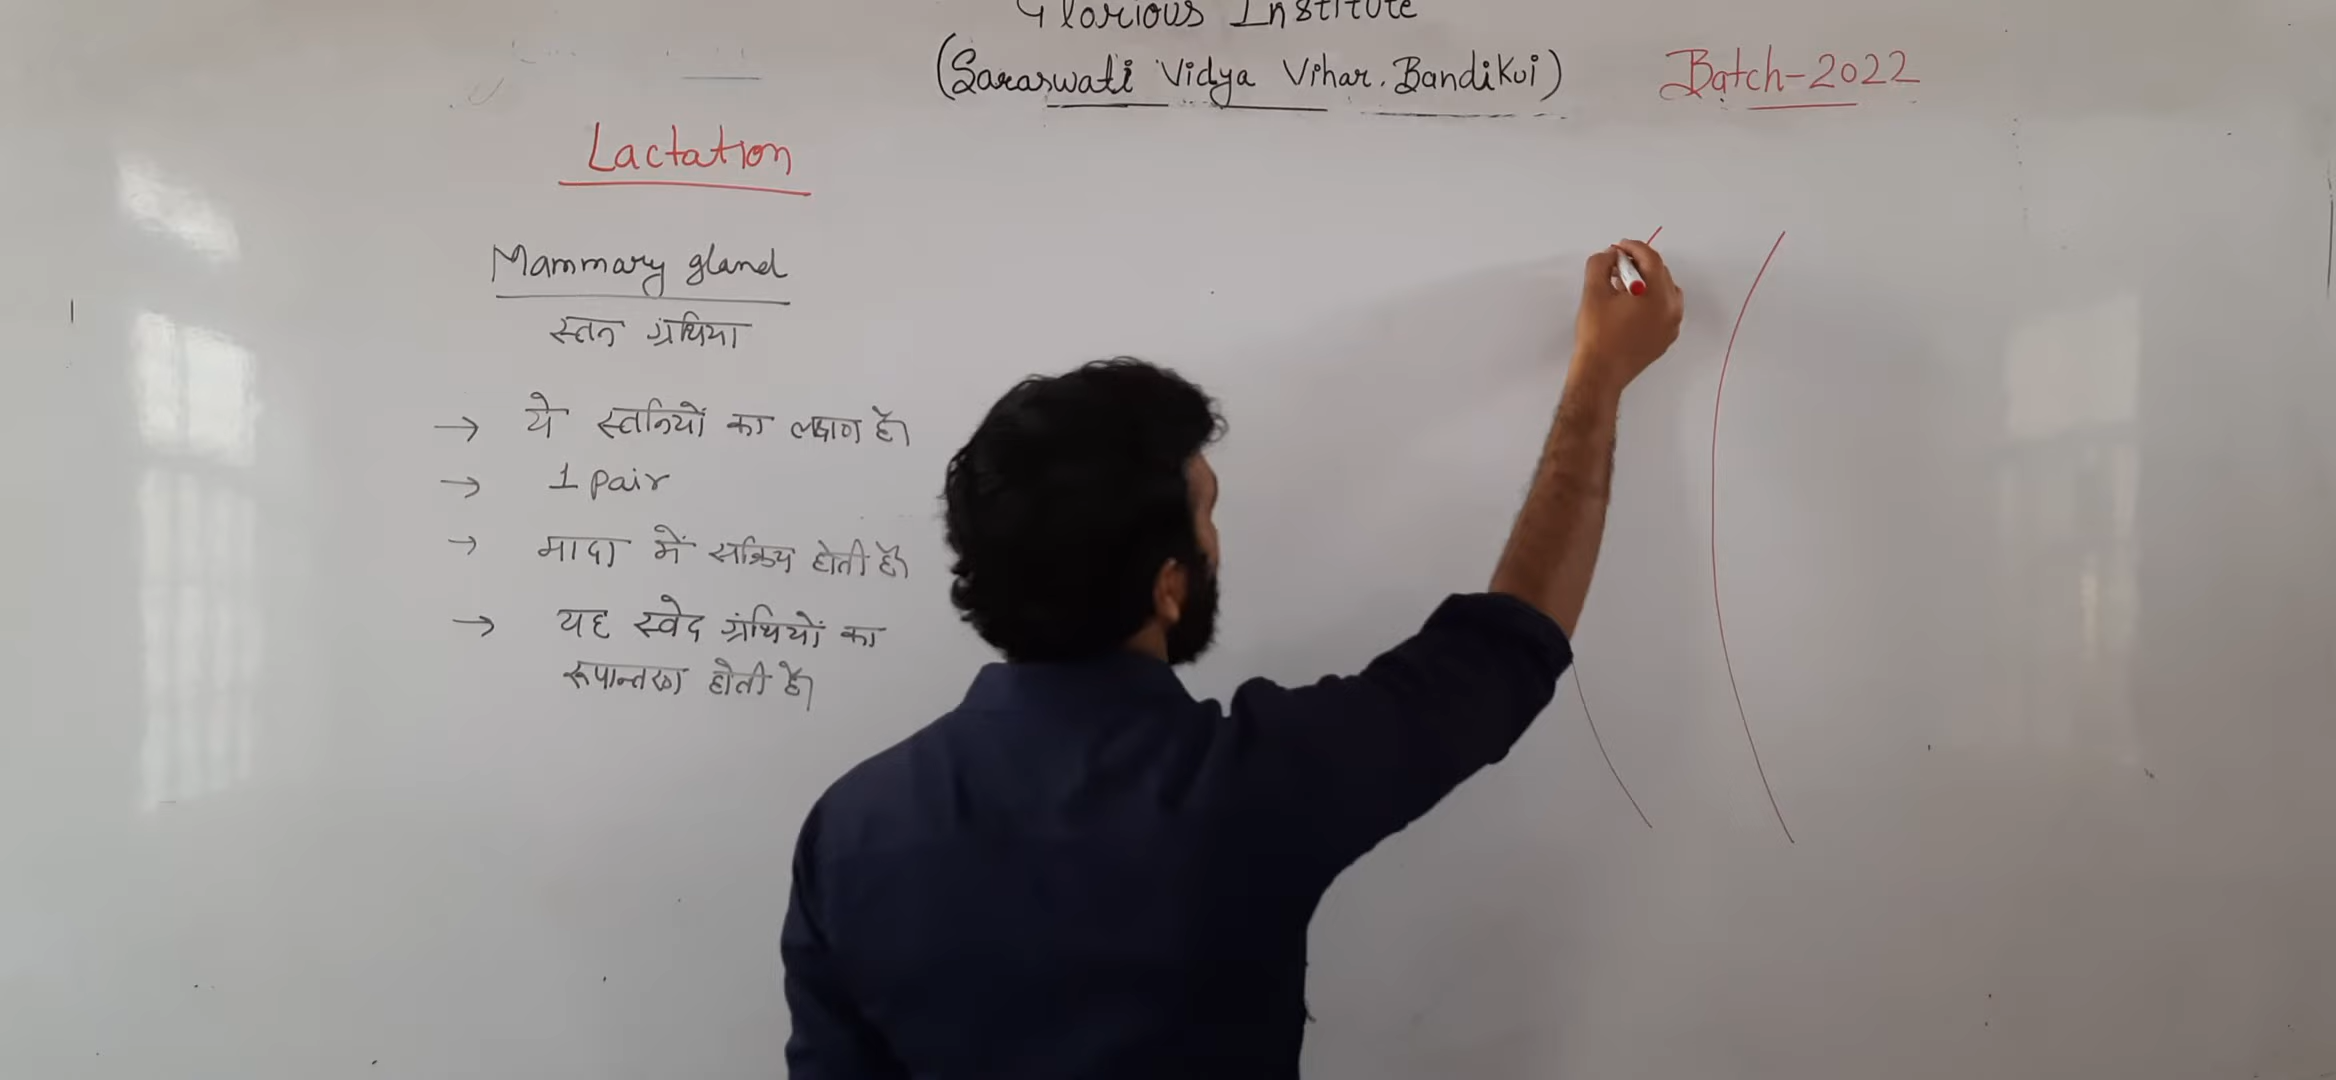 Glorious Institute
(Saraswati Vidya Vihar. Bandikui)
Batch-2022
Lactation
Mammary gland
स्तन ग्रंथिया
→ ये स्तनियों का लक्षण हैं।
→ 1 pair
→ मादा में सक्रिय होती हैं।
→ यह स्वेद ग्रंथियों का
रूपान्तरण होती हैं।